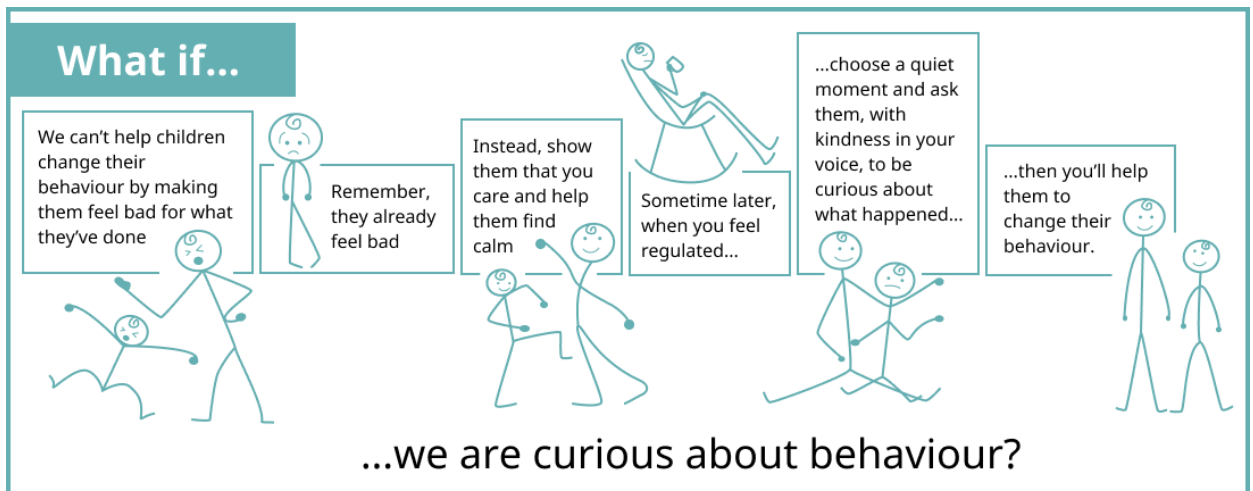 What if...
We can't help children
change their
behaviour by making
them feel bad for what
they've done
Remember,
they already
feel bad
Instead, show
them that you
care and help
them find
calm
Sometime later,
when you feel
regulated...
...choose a quiet
moment and ask
them, with
kindness in your
voice, to be
curious about
what happened...
...then you'll help
them to
change their
behaviour.
...we are curious about behaviour?